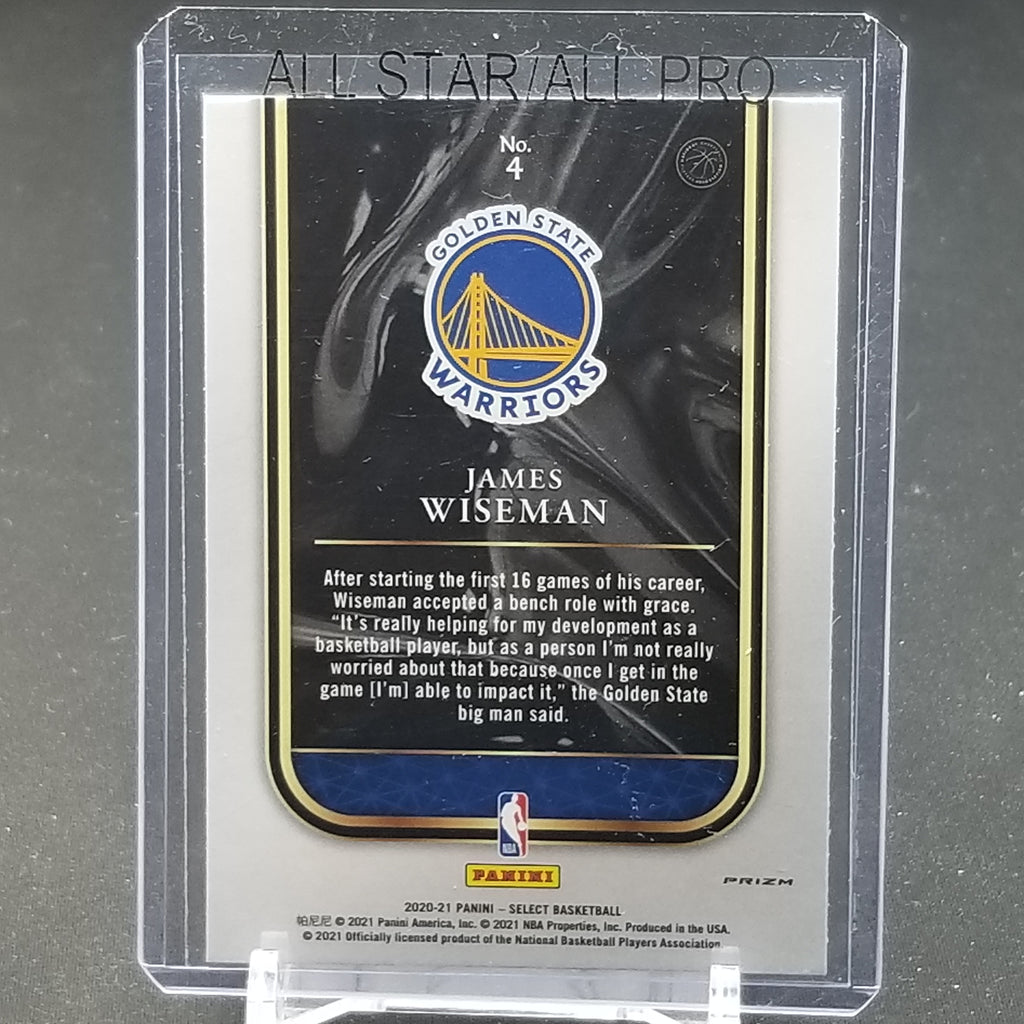 ALL STAR/ALL PRO
No.
4
GOLDEN STATE
WARRIORS
JAMES
WISEMAN
After starting the first 16 games of his career,
Wiseman accepted a bench role with grace.
“It’s really helping for my development as a
basketball player, but as a person I’m not really
worried about that because once I get in the
game [I’m] able to impact it,” the Golden State
big man said.
NBA
PANINI
PRIZM
2020-21 PANINI – SELECT BASKETBALL
帕尼尼 © 2021 Panini America, Inc. © 2021 NBA Properties, Inc. Produced in the USA.
© 2021 Officially licensed product of the National Basketball Players Association.